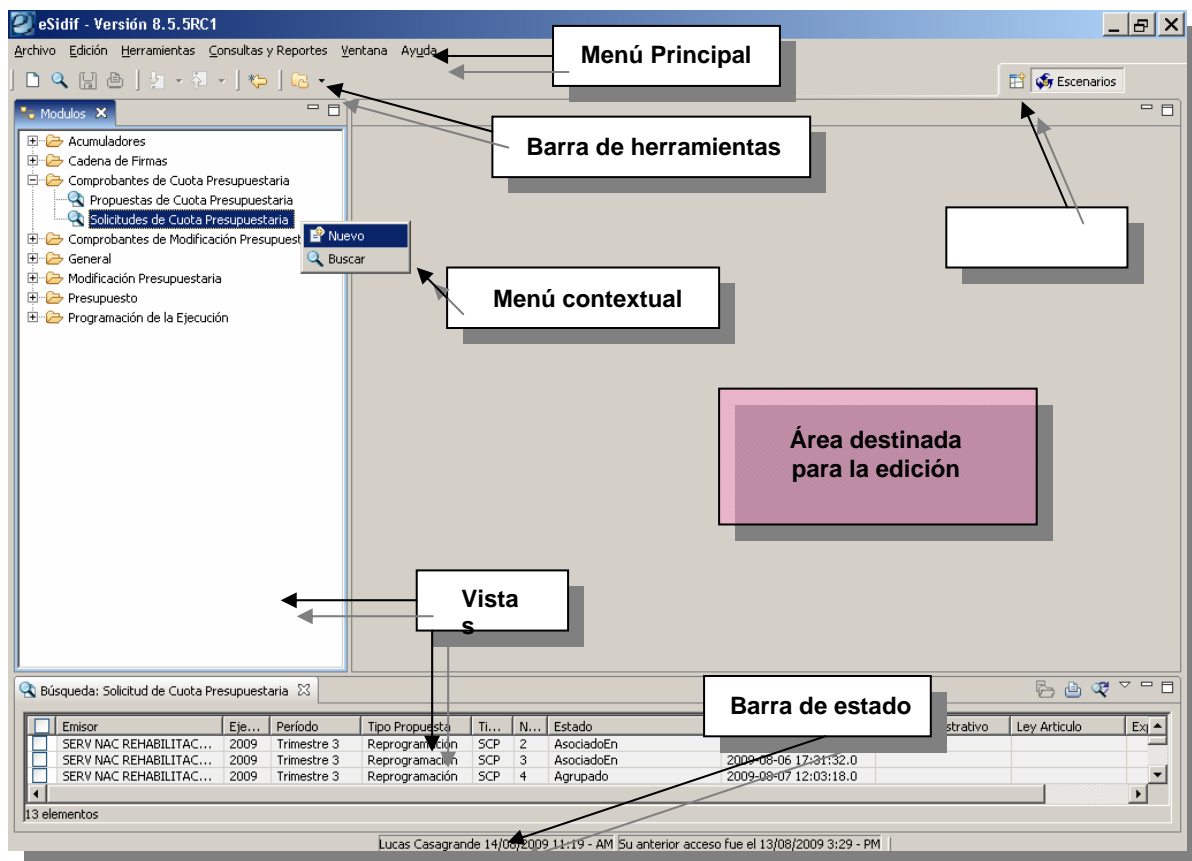 eSidif - Versión 8.5.5RC1
Archivo Edición Herramientas Consultas y Reportes Ventana Ayuda
Menú Principal
Escenarios
Modulos
Barra de herramientas
Acumuladores
Cadena de Firmas
Comprobantes de Cuota Presupuestaria
Propuestas de Cuota Presupuestaria
Solicitudes de Cuota Presupuestaria
Nuevo
Comprobantes de Modificación Presupuest
Buscar
General
Modificación Presupuestaria
Presupuesto
Programación de la Ejecución
Menú contextual
Área destinada
para la edición
Vista
s
Búsqueda: Solicitud de Cuota Presupuestaria
Barra de estado
Emisor Eje... Período Tipo Propuesta Ti... N... Estado strativo Ley Articulo Exp
SERV NAC REHABILITAC... 2009 Trimestre 3 Reprogramación SCP 2 AsociadoEn
SERV NAC REHABILITAC... 2009 Trimestre 3 Reprogramación SCP 3 AsociadoEn 2009-08-06 17:31:32.0
SERV NAC REHABILITAC... 2009 Trimestre 3 Reprogramación SCP 4 Agrupado 2009-08-07 12:03:18.0
13 elementos
Lucas Casagrande 14/08/2009 11:19 - AM Su anterior acceso fue el 13/08/2009 3:29 - PM